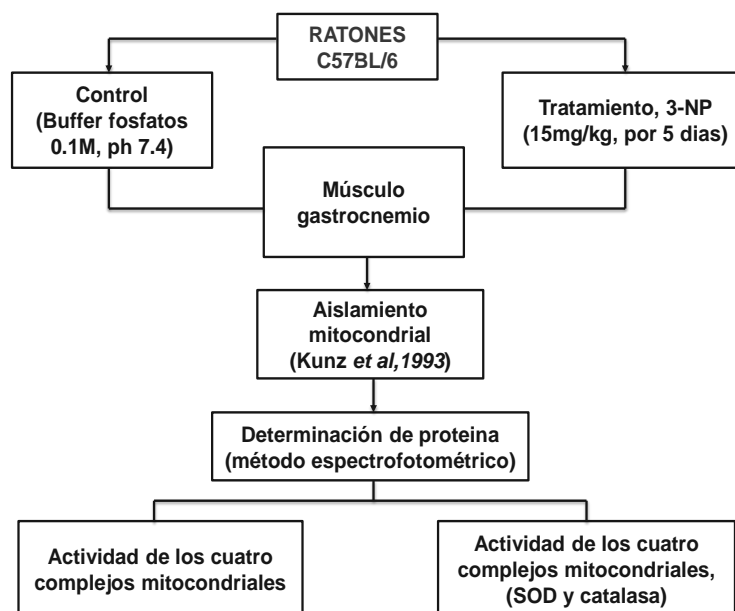 RATONES
C57BL/6
Control
(Buffer fosfatos
0.1M, ph 7.4)
Tratamiento, 3-NP
(15mg/kg, por 5 dias)
Músculo
gastrocnemio
Aislamiento
mitocondrial
(Kunz et al,1993)
Determinación de proteina
(método espectrofotométrico)
Actividad de los cuatro
complejos mitocondriales
Actividad de los cuatro
complejos mitocondriales,
(SOD y catalasa)